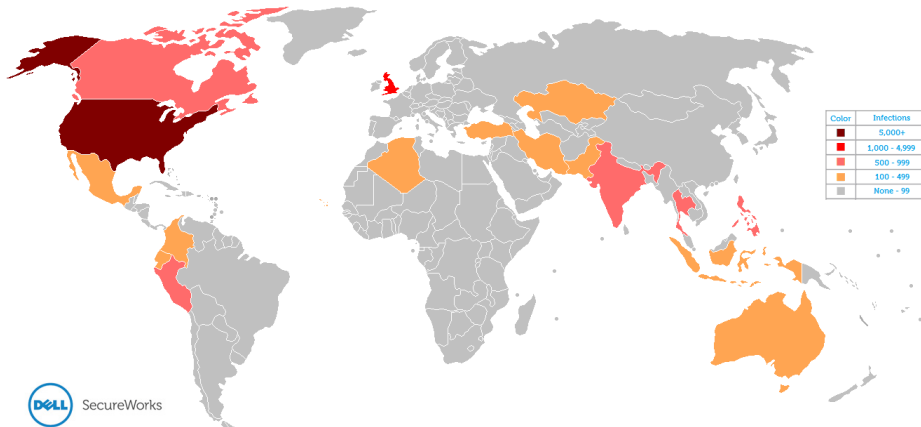 Color Infections
5,000+
1,000 - 4,999
500 - 999
100 - 499
None - 99
DELL SecureWorks